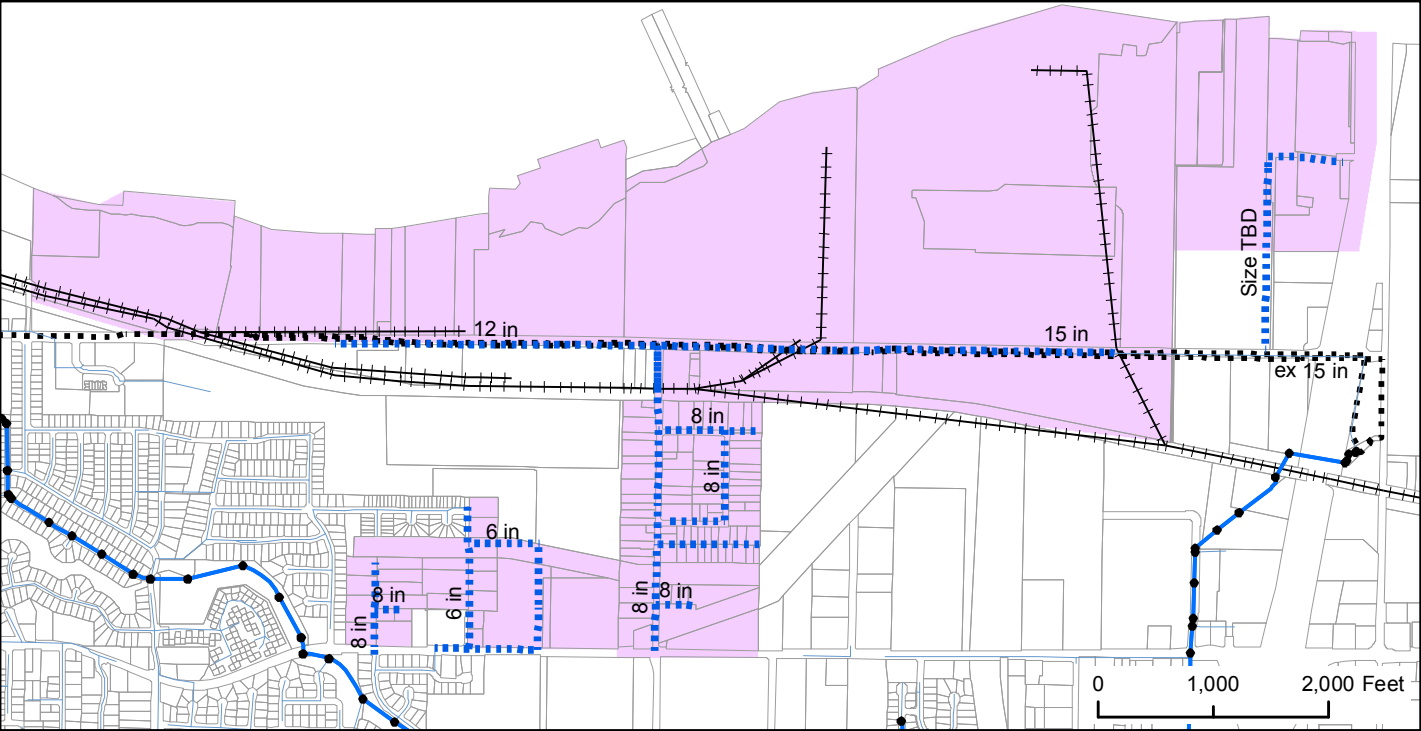 Size TBD
12 in
15 in
ex 15 in
8 in
8 in
6 in
8 in
6 in
8 in
8 in
8 in
0 1,000 2,000 Feet